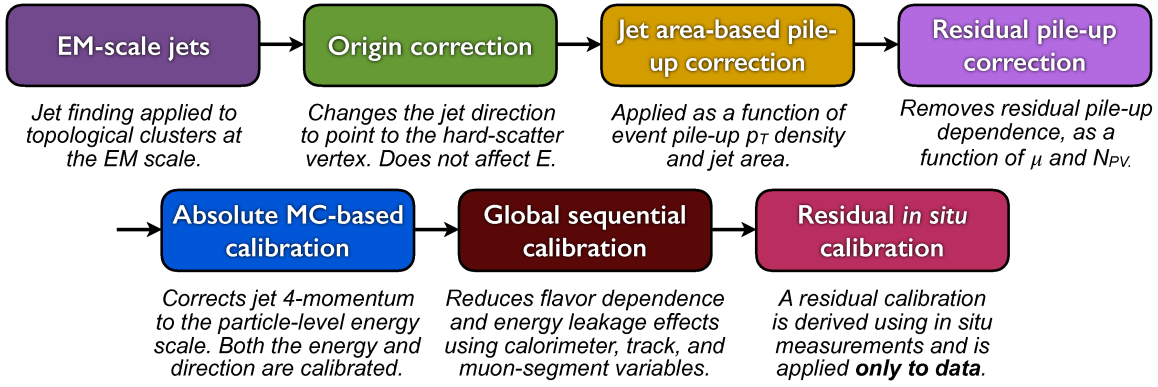 EM-scale jets
Origin correction
Jet area-based pile-
up correction
Residual pile-up
correction
Jet finding applied to
topological clusters at
the EM scale.
Changes the jet direction
to point to the hard-scatter
vertex. Does not affect E.
Applied as a function of
event pile-up pT density
and jet area.
Removes residual pile-up
dependence, as a
function of μ and NPV.
Absolute MC-based
calibration
Global sequential
calibration
Residual in situ
calibration
Corrects jet 4-momentum
to the particle-level energy
scale. Both the energy and
direction are calibrated.
Reduces flavor dependence
and energy leakage effects
using calorimeter, track, and
muon-segment variables.
A residual calibration
is derived using in situ
measurements and is
applied only to data.